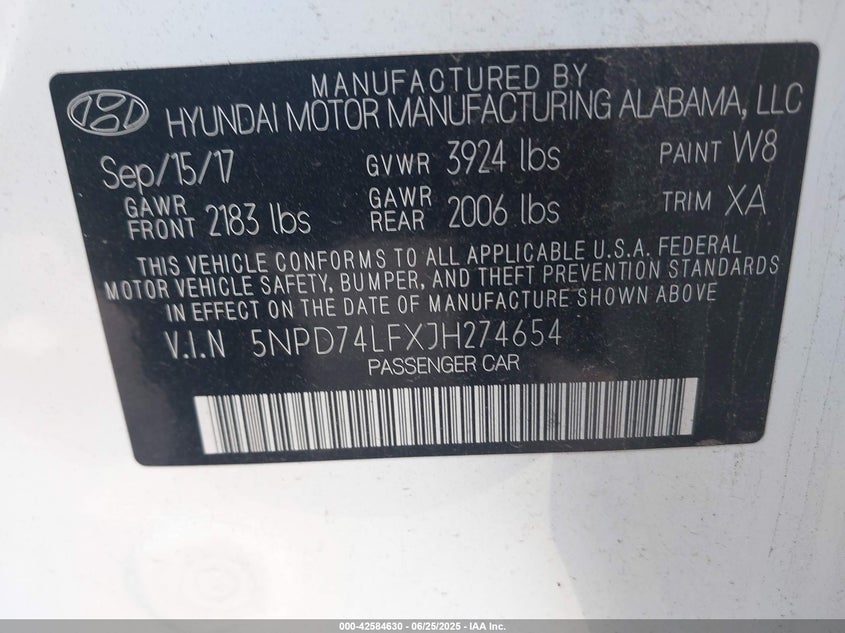 MANUFACTURED BY
HYUNDAI MOTOR MANUFACTURING ALABAMA, LLC
Sep/15/17 GVWR 3924 lbs PAINT W8
GAWR FRONT 2183 lbs GAWR REAR 2006 lbs TRIM XA
THIS VEHICLE CONFORMS TO ALL APPLICABLE U.S.A. FEDERAL
MOTOR VEHICLE SAFETY, BUMPER, AND THEFT PREVENTION STANDARDS
IN EFFECT ON THE DATE OF MANUFACTURE SHOWN ABOVE
V.I.N 5NPD74LFXJH274654
PASSENGER CAR
000-42584630 - 06/25/2025 - IAA Inc.